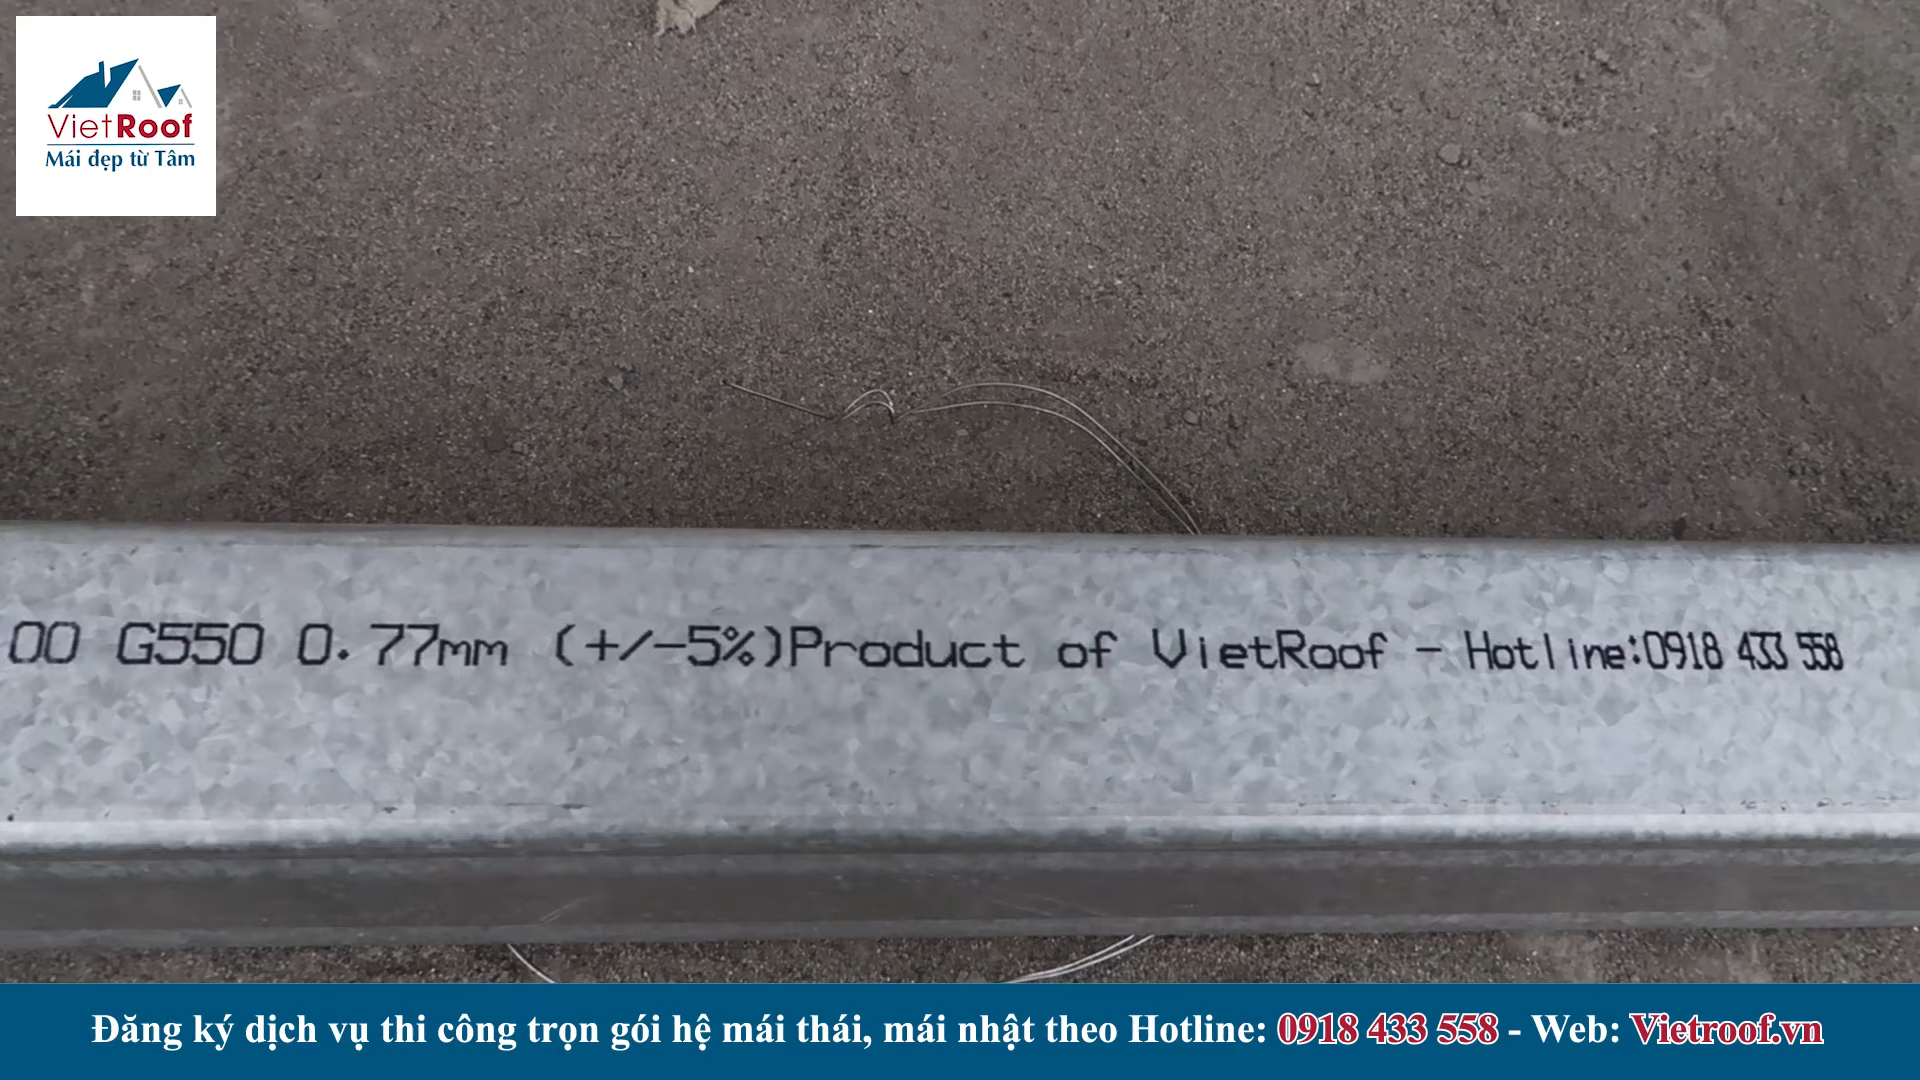 VietRoof
Mái đẹp từ Tâm
00 G550 0.77mm (+/-5%)Product of VietRoof - Hotline:0918 433 558
Đăng ký dịch vụ thi công trọn gói hệ mái thái, mái nhật theo Hotline: 0918 433 558 - Web: Vietroof.vn